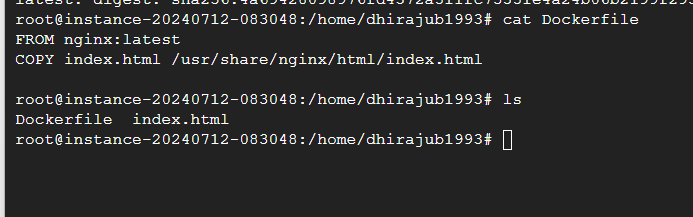 root@instance-20240712-083048:/home/dhirajub1993# cat Dockerfile
FROM nginx:latest
COPY index.html /usr/share/nginx/html/index.html
root@instance-20240712-083048:/home/dhirajub1993# ls
Dockerfile  index.html
root@instance-20240712-083048:/home/dhirajub1993#